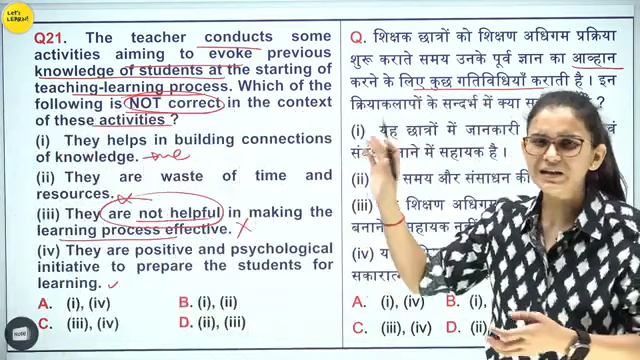 LET'S LEARN!
Q21. The teacher conducts some
activities aiming to evoke previous
knowledge of students at the starting of
teaching-learning process. Which of the
following is NOT correct in the context
of these activities ?
(i) They helps in building connections
of knowledge.
(ii) They are waste of time and
resources.
(iii) They are not helpful in making the
learning process effective.
(iv) They are positive and psychological
initiative to prepare the students for
learning.
A. (i), (iv) B. (i), (ii)
C. (iii), (iv) D. (ii), (iii)
Q. शिक्षक छात्रों को शिक्षण अधिगम प्रक्रिया
शुरू कराते समय उनके पूर्व ज्ञान का आव्हान
करने के लिए कुछ गतिविधियाँ कराती है। इन
क्रियाकलापों के सन्दर्भ में क्या
(i) यह छात्रों में जानकारी
में सहायक है।
(ii) समय और संसाधन की
(iii) शिक्षण अधिगम
बनाने सहायक नहीं
(iv)
A. (i), (iv) B. (i),
C. (iii), (iv) D. (ii),